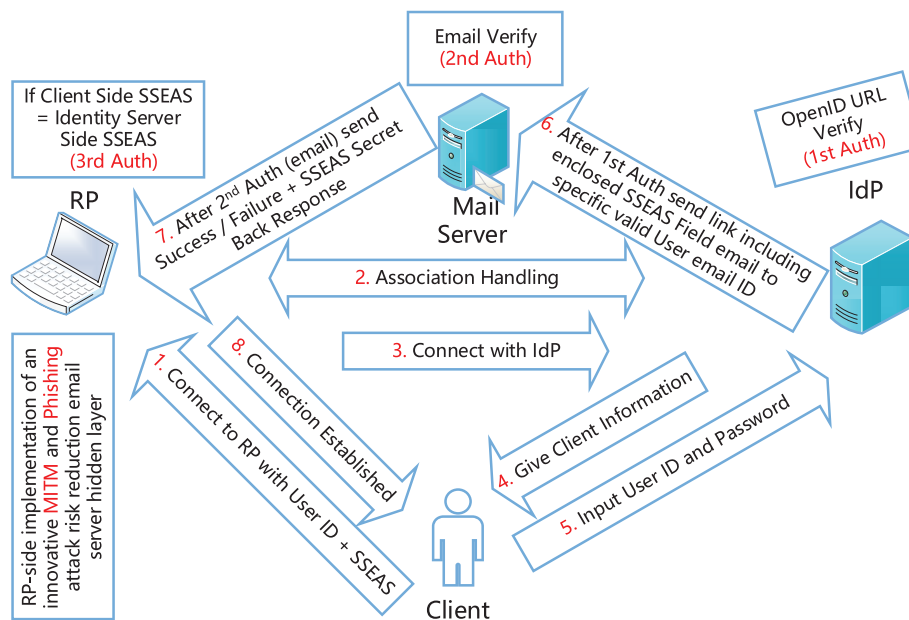 Email Verify
(2nd Auth)
If Client Side SSEAS
= Identity Server
Side SSEAS
(3rd Auth)
RP
OpenID URL
Verify
(1st Auth)
IdP
Mail
Server
7. After 2nd Auth (email) send
Success / Failure + SSEAS Secret
Back Response
6. After 1st Auth send link including
enclosed SSEAS Field email to
specific valid User email ID
2. Association Handling
3. Connect with IdP
8. Connection Established
1. Connect to RP with User ID + SSEAS
4. Give Client Information
5. Input User ID and Password
RP-side implementation of an
innovative MITM and Phishing
attack risk reduction email
server hidden layer
Client